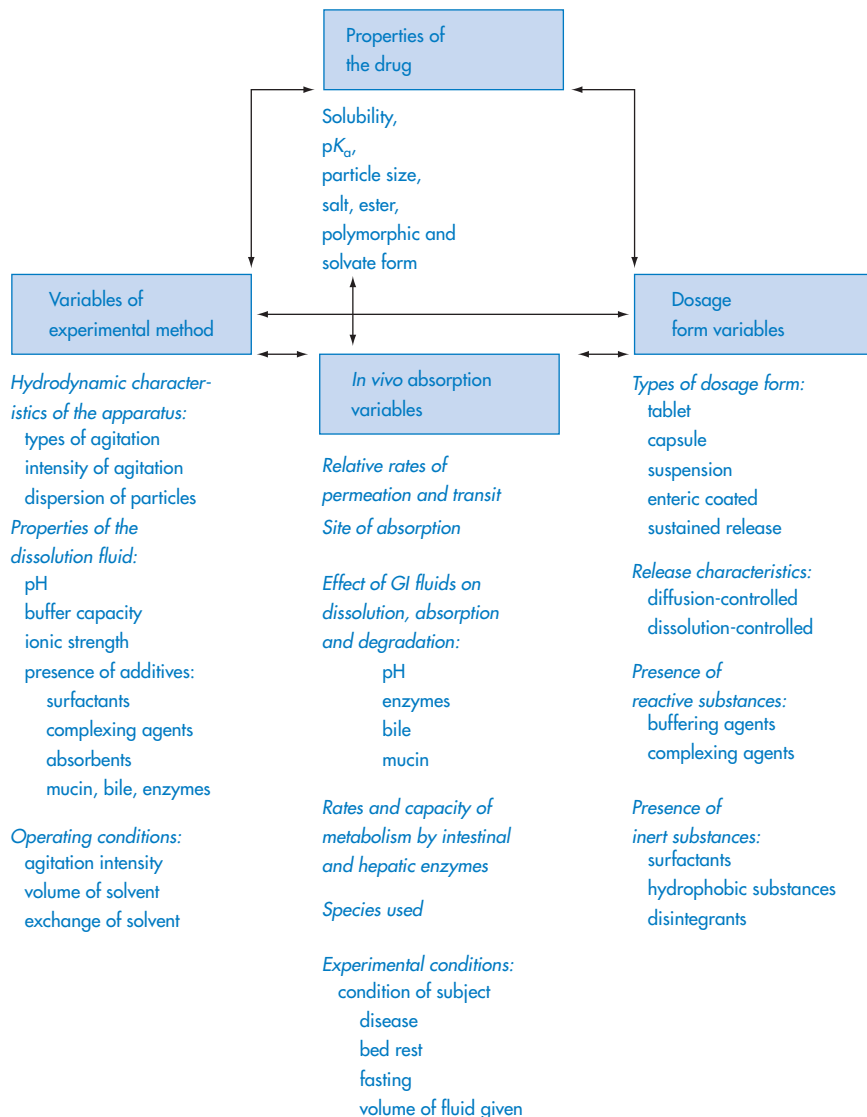 Properties of
the drug
Solubility,
pKa,
particle size,
salt, ester,
polymorphic and
solvate form
Variables of
experimental method
Hydrodynamic character-
istics of the apparatus:
types of agitation
intensity of agitation
dispersion of particles
Properties of the
dissolution fluid:
pH
buffer capacity
ionic strength
presence of additives:
surfactants
complexing agents
absorbents
mucin, bile, enzymes
Operating conditions:
agitation intensity
volume of solvent
exchange of solvent
In vivo absorption
variables
Relative rates of
permeation and transit
Site of absorption
Effect of GI fluids on
dissolution, absorption
and degradation:
pH
enzymes
bile
mucin
Rates and capacity of
metabolism by intestinal
and hepatic enzymes
Species used
Experimental conditions:
condition of subject
disease
bed rest
fasting
volume of fluid given
Dosage
form variables
Types of dosage form:
tablet
capsule
suspension
enteric coated
sustained release
Release characteristics:
diffusion-controlled
dissolution-controlled
Presence of
reactive substances:
buffering agents
complexing agents
Presence of
inert substances:
surfactants
hydrophobic substances
disintegrants